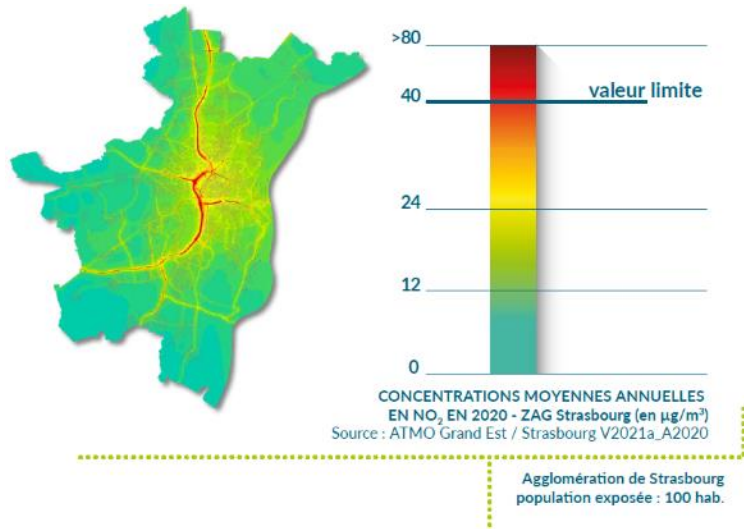 >80
valeur limite
40
24
12
0
CONCENTRATIONS MOYENNES ANNUELLES
EN NO₂ EN 2020 - ZAG Strasbourg (en µg/m³)
Source : ATMO Grand Est / Strasbourg V2021a_A2020
Agglomération de Strasbourg
population exposée : 100 hab.